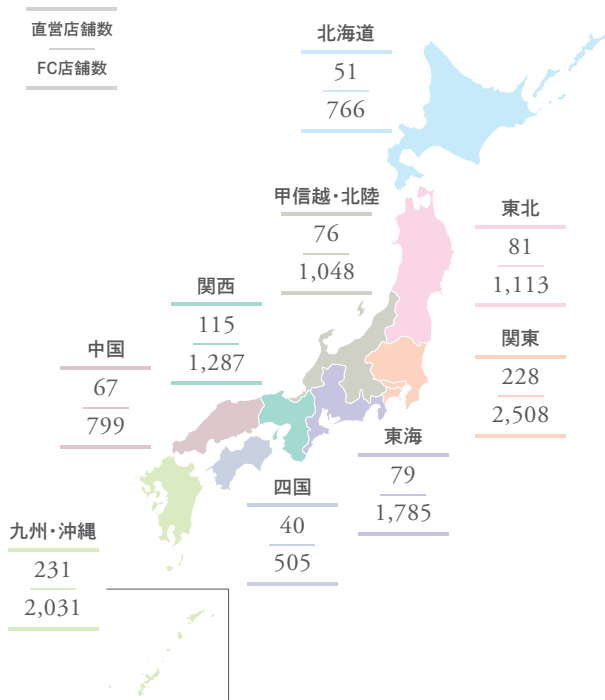 直営店舗数
FC店舗数
北海道
51
766
甲信越・北陸
76
1,048
東北
81
1,113
関西
115
1,287
関東
228
2,508
中国
67
799
東海
79
1,785
四国
40
505
九州・沖縄
231
2,031